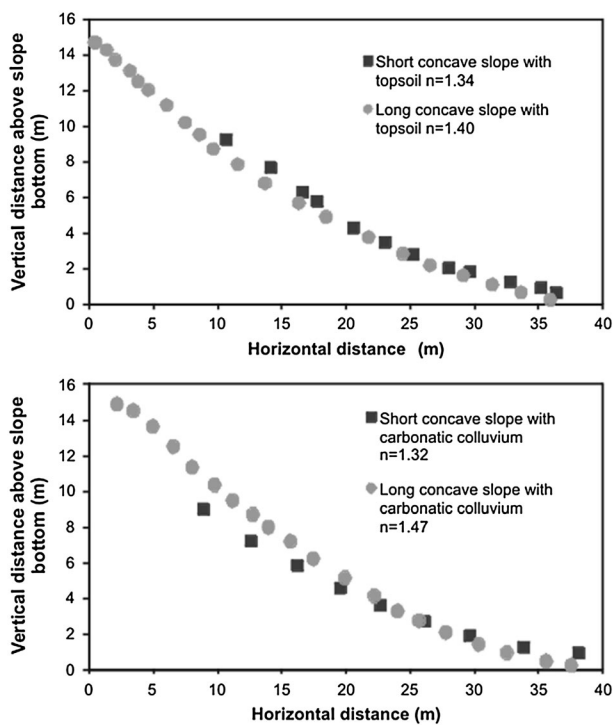 16
14
12
10
8
6
4
2
0
Vertical distance above slope
bottom (m)
Short concave slope with
topsoil n=1.34
Long concave slope with
topsoil n=1.40
0 5 10 15 20 25 30 35 40
Horizontal distance (m)
16
14
12
10
8
6
4
2
0
Vertical distance above slope
bottom (m)
Short concave slope with
carbonatic colluvium
n=1.32
Long concave slope with
carbonatic colluvium
n=1.47
0 5 10 15 20 25 30 35 40
Horizontal distance (m)